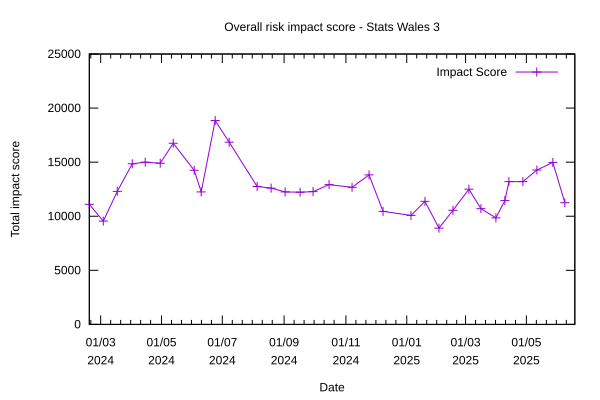 Overall risk impact score - Stats Wales 3
25000
20000
15000
10000
5000
0
Total impact score
Impact Score
01/03 01/05 01/07 01/09 01/11 01/01 01/03 01/05
2024 2024 2024 2024 2024 2025 2025 2025
Date